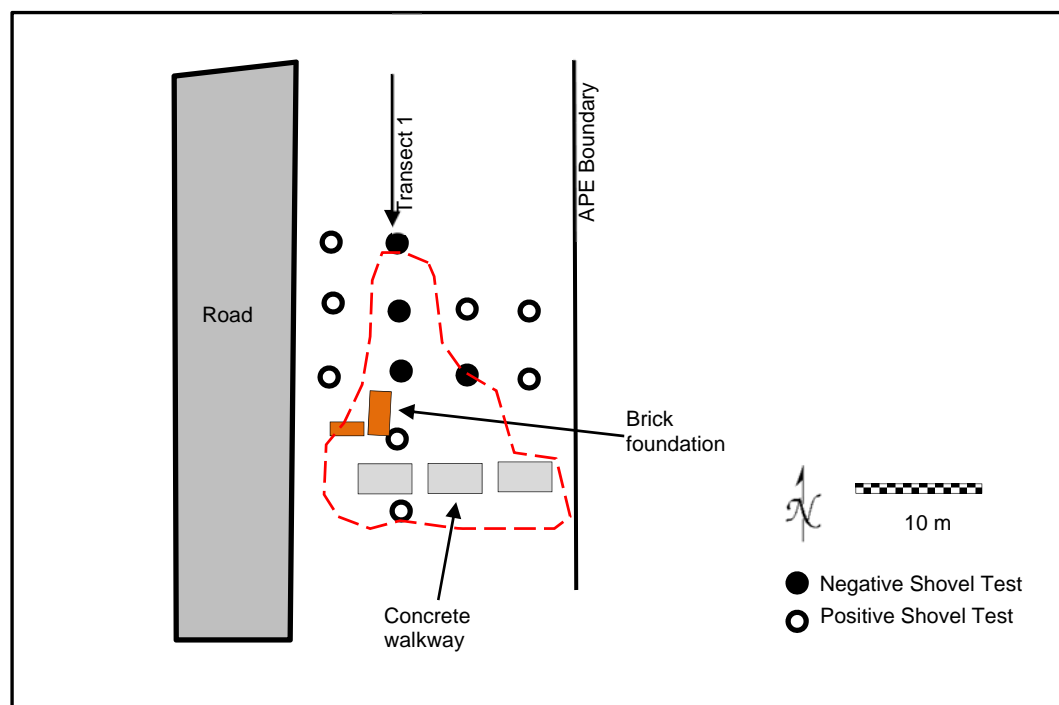 Transect 1
APE Boundary
Road
Brick
foundation
Concrete
walkway
N
10 m
Negative Shovel Test
Positive Shovel Test